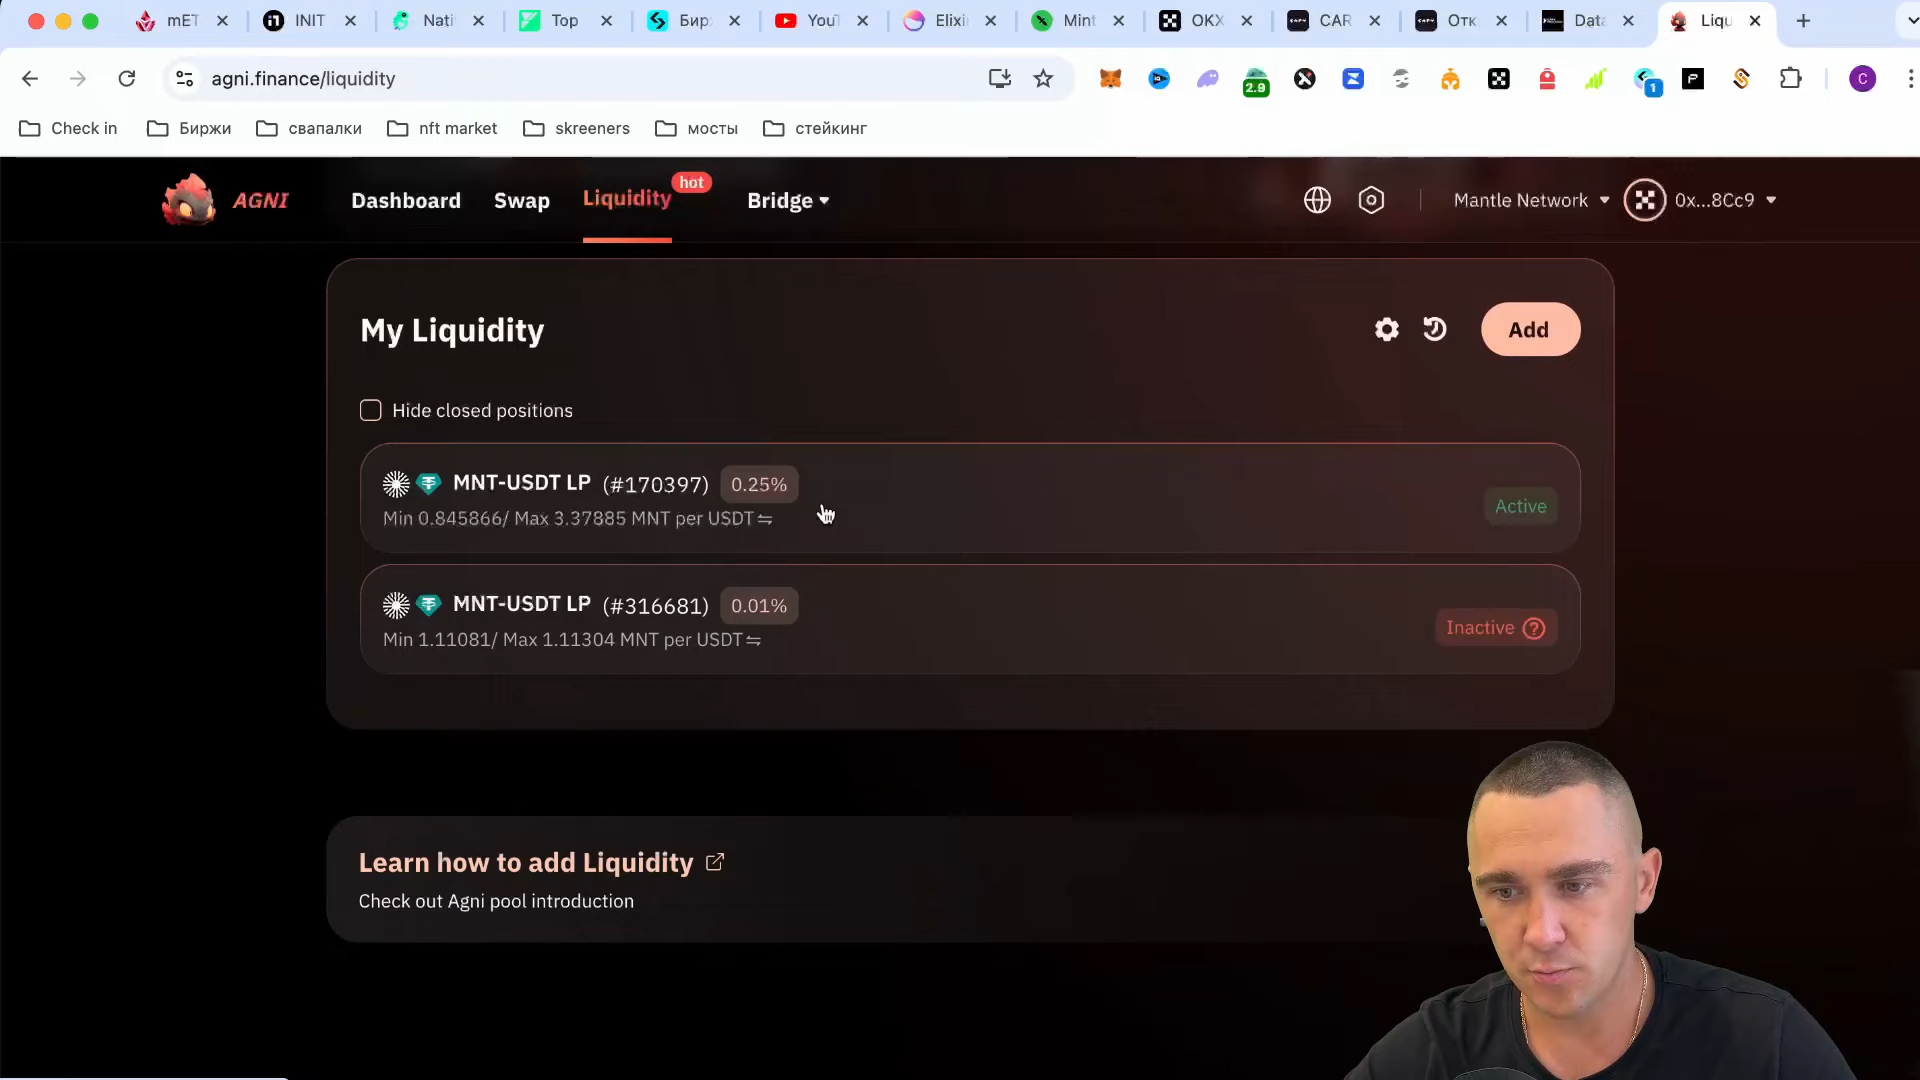 mET
INIT
Nati
Top
Бир
YouT
Elixi
Mint
OKX
CAR
Отк
Data
Liqu
agni.finance/liquidity
2.9
1
C
Check in
Биржи
свапалки
nft market
skreeners
мосты
стейкинг
AGNI
Dashboard
Swap
Liquidity
hot
Bridge
Mantle Network
0x...8Cc9
My Liquidity
Add
Hide closed positions
MNT-USDT LP (#170397) 0.25%
Min 0.845866/ Max 3.37885 MNT per USDT
Active
MNT-USDT LP (#316681) 0.01%
Min 1.11081/ Max 1.11304 MNT per USDT
Inactive
Learn how to add Liquidity
Check out Agni pool introduction